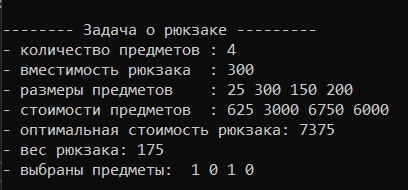 -------- Задача о рюкзаке ---------
- количество предметов : 4
- вместимость рюкзака  : 300
- размеры предметов    : 25 300 150 200
- стоимости предметов  : 625 3000 6750 6000
- оптимальная стоимость рюкзака: 7375
- вес рюкзака: 175
- выбраны предметы:  1 0 1 0